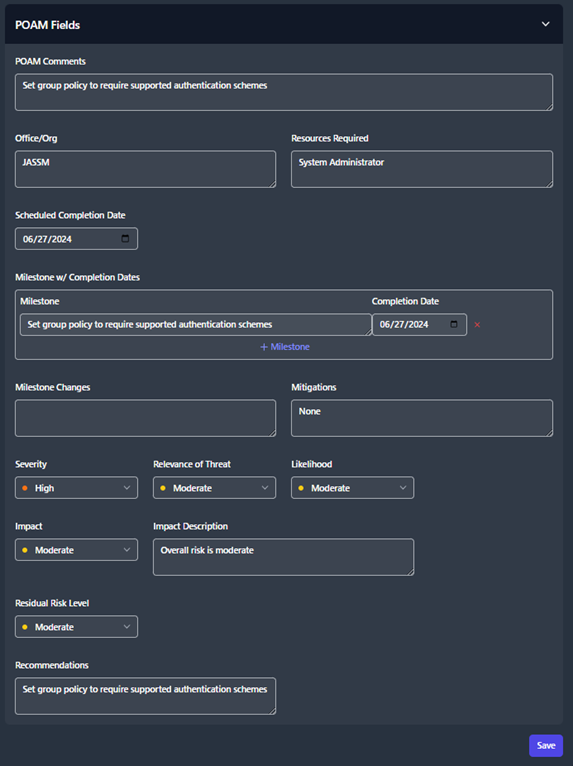 POAM Fields
POAM Comments
Set group policy to require supported authentication schemes
Office/Org
Resources Required
JASSM
System Administrator
Scheduled Completion Date
06/27/2024
Milestone w/ Completion Dates
Milestone
Completion Date
Set group policy to require supported authentication schemes
06/27/2024
+ Milestone
Milestone Changes
Mitigations
None
Severity
Relevance of Threat
Likelihood
High
Moderate
Moderate
Impact
Impact Description
Moderate
Overall risk is moderate
Residual Risk Level
Moderate
Recommendations
Set group policy to require supported authentication schemes
Save